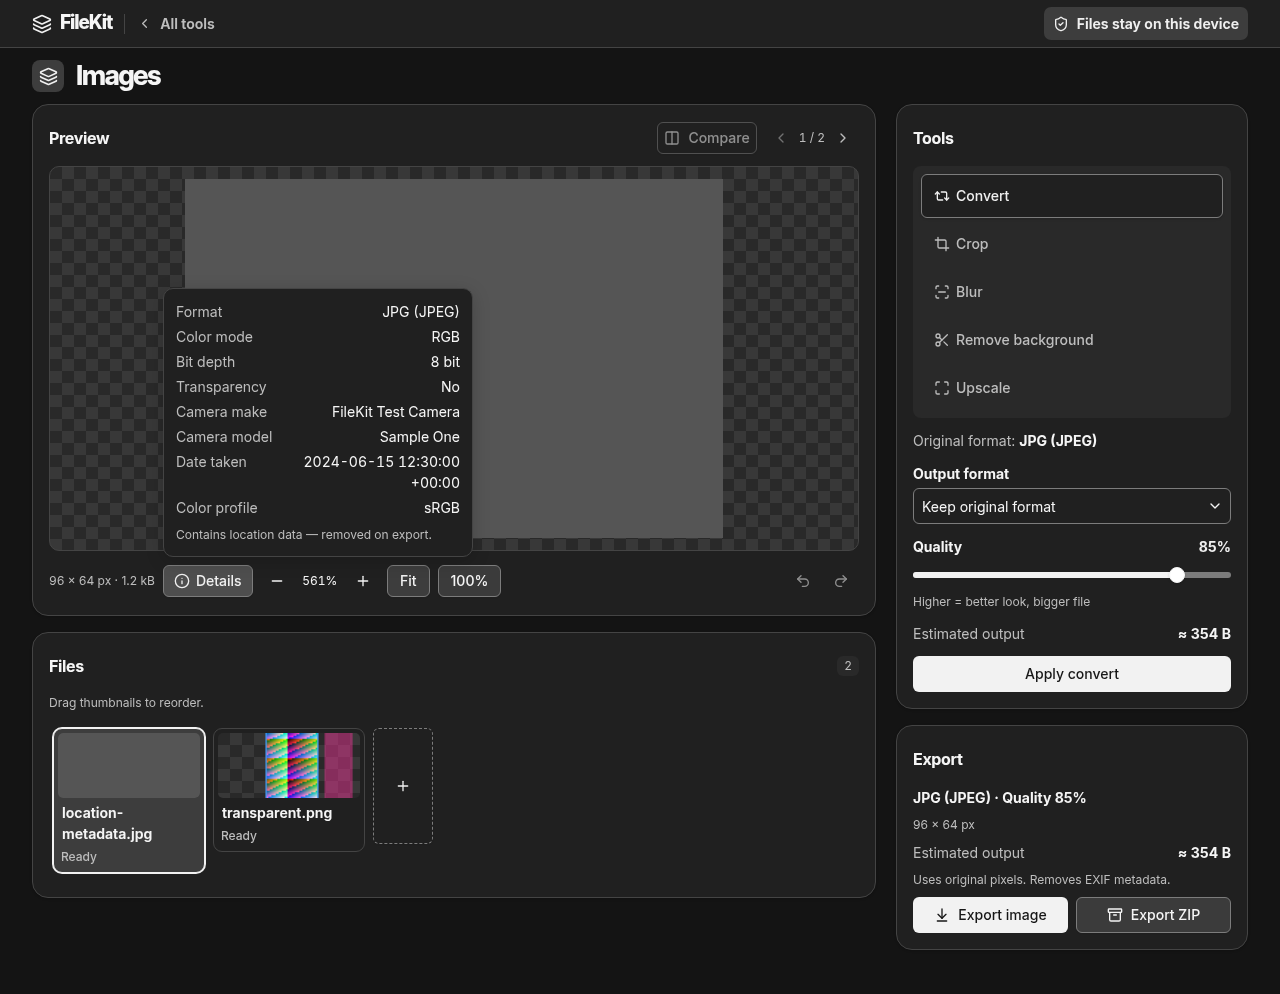 FileKit
All tools
Files stay on this device
Images
Preview
Compare
1 / 2
Format JPG (JPEG)
Color mode RGB
Bit depth 8 bit
Transparency No
Camera make FileKit Test Camera
Camera model Sample One
Date taken 2024-06-15 12:30:00
+00:00
Color profile sRGB
Contains location data — removed on export.
96 × 64 px · 1.2 kB
Details
561%
Fit
100%
Files
2
Drag thumbnails to reorder.
location-
metadata.jpg
Ready
transparent.png
Ready
Tools
Convert
Crop
Blur
Remove background
Upscale
Original format: JPG (JPEG)
Output format
Keep original format
Quality 85%
Higher = better look, bigger file
Estimated output ≈ 354 B
Apply convert
Export
JPG (JPEG) · Quality 85%
96 × 64 px
Estimated output ≈ 354 B
Uses original pixels. Removes EXIF metadata.
Export image
Export ZIP